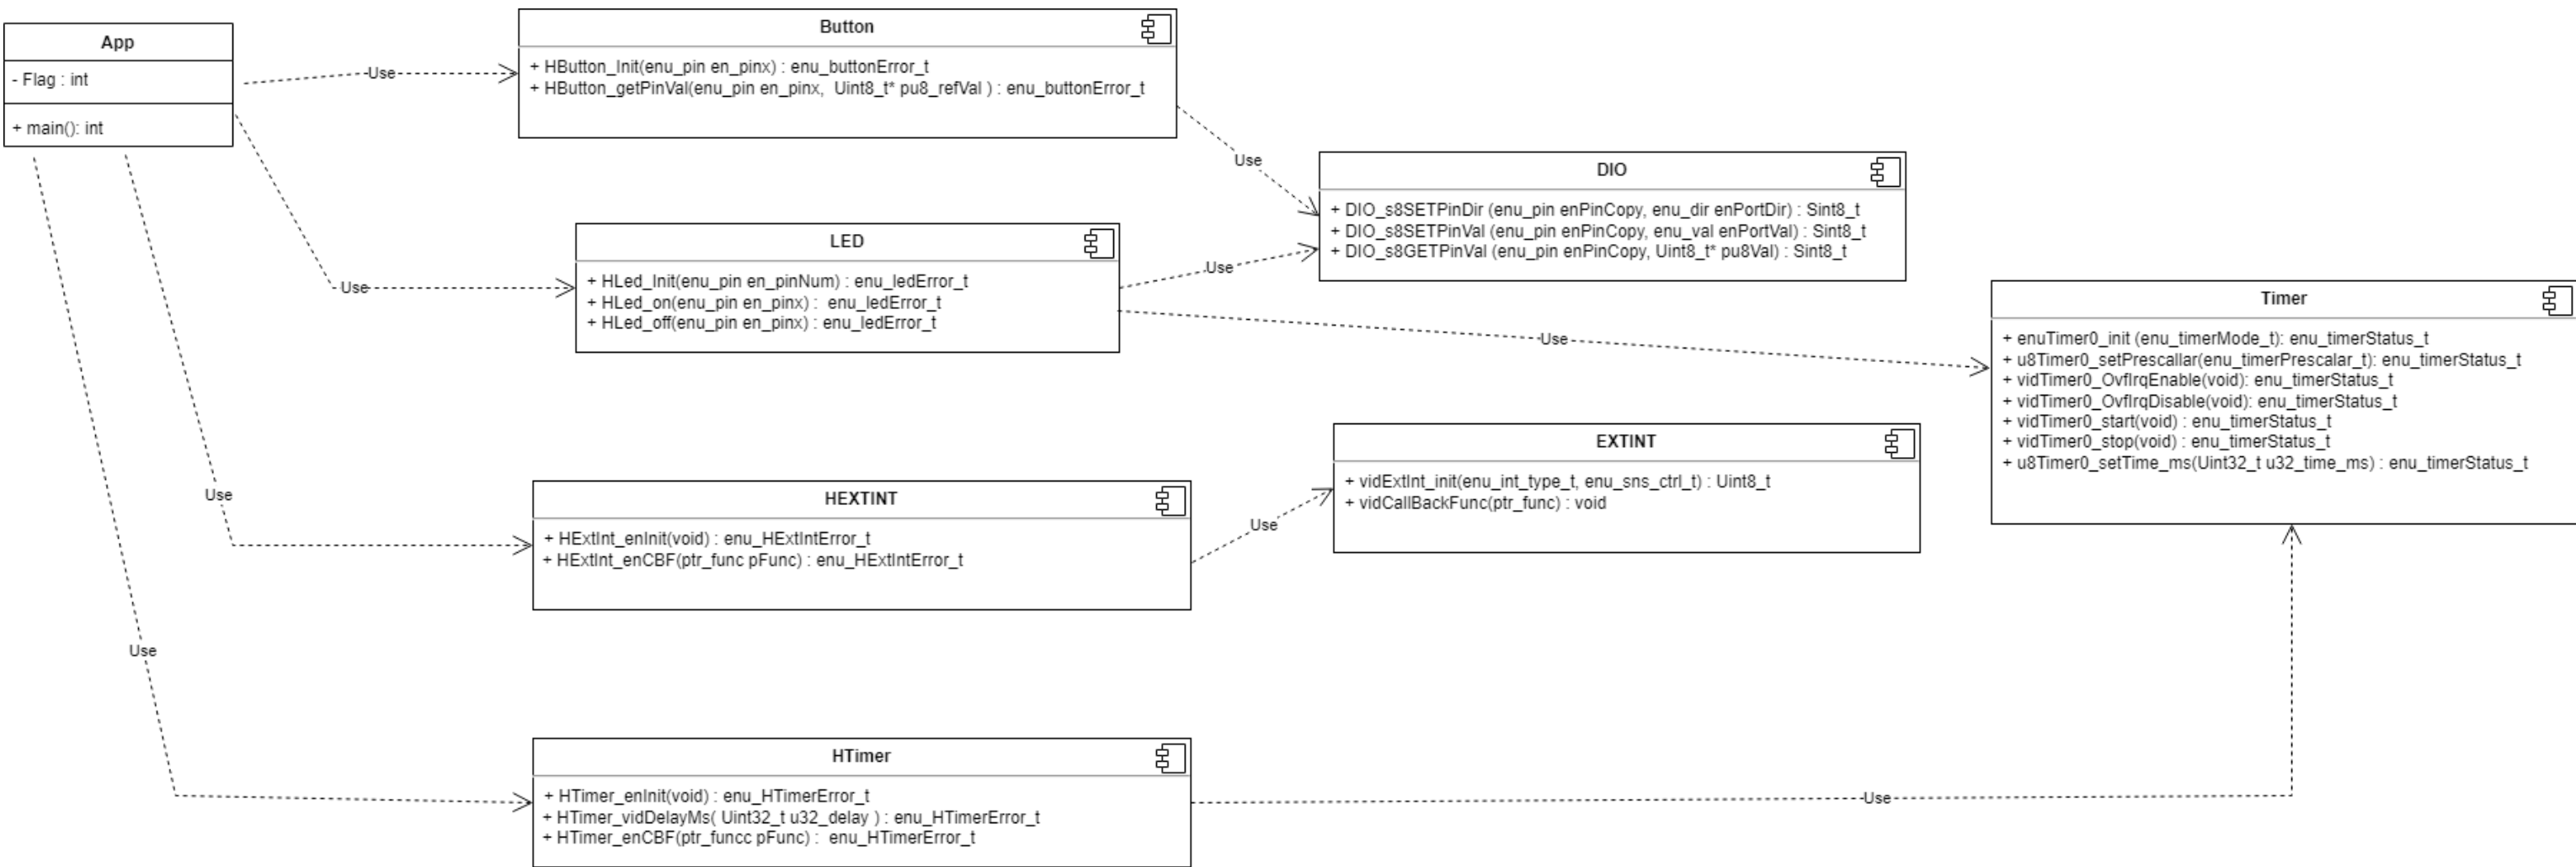 App
- Flag : int
+ main(): int
Use
Button
+ HButton_Init(enu_pin en_pinx) : enu_buttonError_t
+ HButton_getPinVal(enu_pin en_pinx,  Uint8_t* pu8_refVal ) : enu_buttonError_t
Use
DIO
+ DIO_s8SETPinDir (enu_pin enPinCopy, enu_dir enPortDir) : Sint8_t
+ DIO_s8SETPinVal (enu_pin enPinCopy, enu_val enPortVal) : Sint8_t
+ DIO_s8GETPinVal (enu_pin enPinCopy, Uint8_t* pu8Val) : Sint8_t
Use
LED
+ HLed_Init(enu_pin en_pinNum) : enu_ledError_t
+ HLed_on(enu_pin en_pinx) :  enu_ledError_t
+ HLed_off(enu_pin en_pinx) : enu_ledError_t
Use
Use
Timer
+ enuTimer0_init (enu_timerMode_t): enu_timerStatus_t
+ u8Timer0_setPrescallar(enu_timerPrescalar_t): enu_timerStatus_t
+ vidTimer0_OvfIrqEnable(void): enu_timerStatus_t
+ vidTimer0_OvfIrqDisable(void): enu_timerStatus_t
+ vidTimer0_start(void) : enu_timerStatus_t
+ vidTimer0_stop(void) : enu_timerStatus_t
+ u8Timer0_setTime_ms(Uint32_t u32_time_ms) : enu_timerStatus_t
Use
HEXTINT
+ HExtInt_enInit(void) : enu_HExtIntError_t
+ HExtInt_enCBF(ptr_func pFunc) : enu_HExtIntError_t
Use
EXTINT
+ vidExtInt_init(enu_int_type_t, enu_sns_ctrl_t) : Uint8_t
+ vidCallBackFunc(ptr_func) : void
Use
HTimer
+ HTimer_enInit(void) : enu_HTimerError_t
+ HTimer_vidDelayMs( Uint32_t u32_delay ) : enu_HTimerError_t
+ HTimer_enCBF(ptr_funcc pFunc) :  enu_HTimerError_t
Use